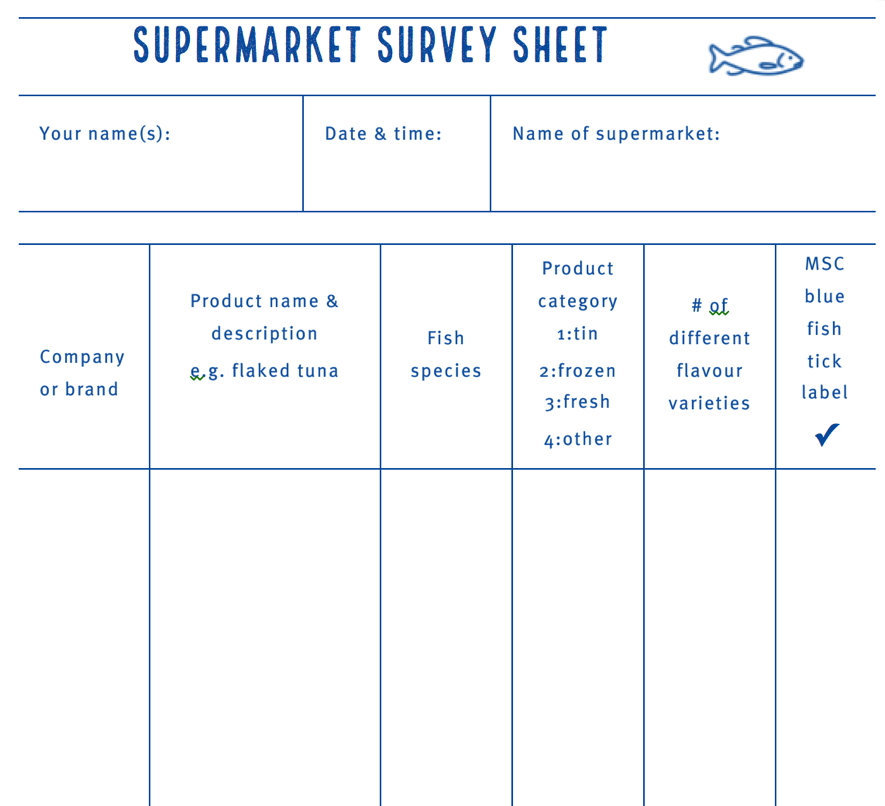 SUPERMARKET SURVEY SHEET
Your name(s):
Date & time:
Name of supermarket:
Company
or brand
Product name &
description
e.g. flaked tuna
Fish
species
Product
category
1:tin
2:frozen
3:fresh
4:other
# of
different
flavour
varieties
MSC
blue
fish
tick
label
✓